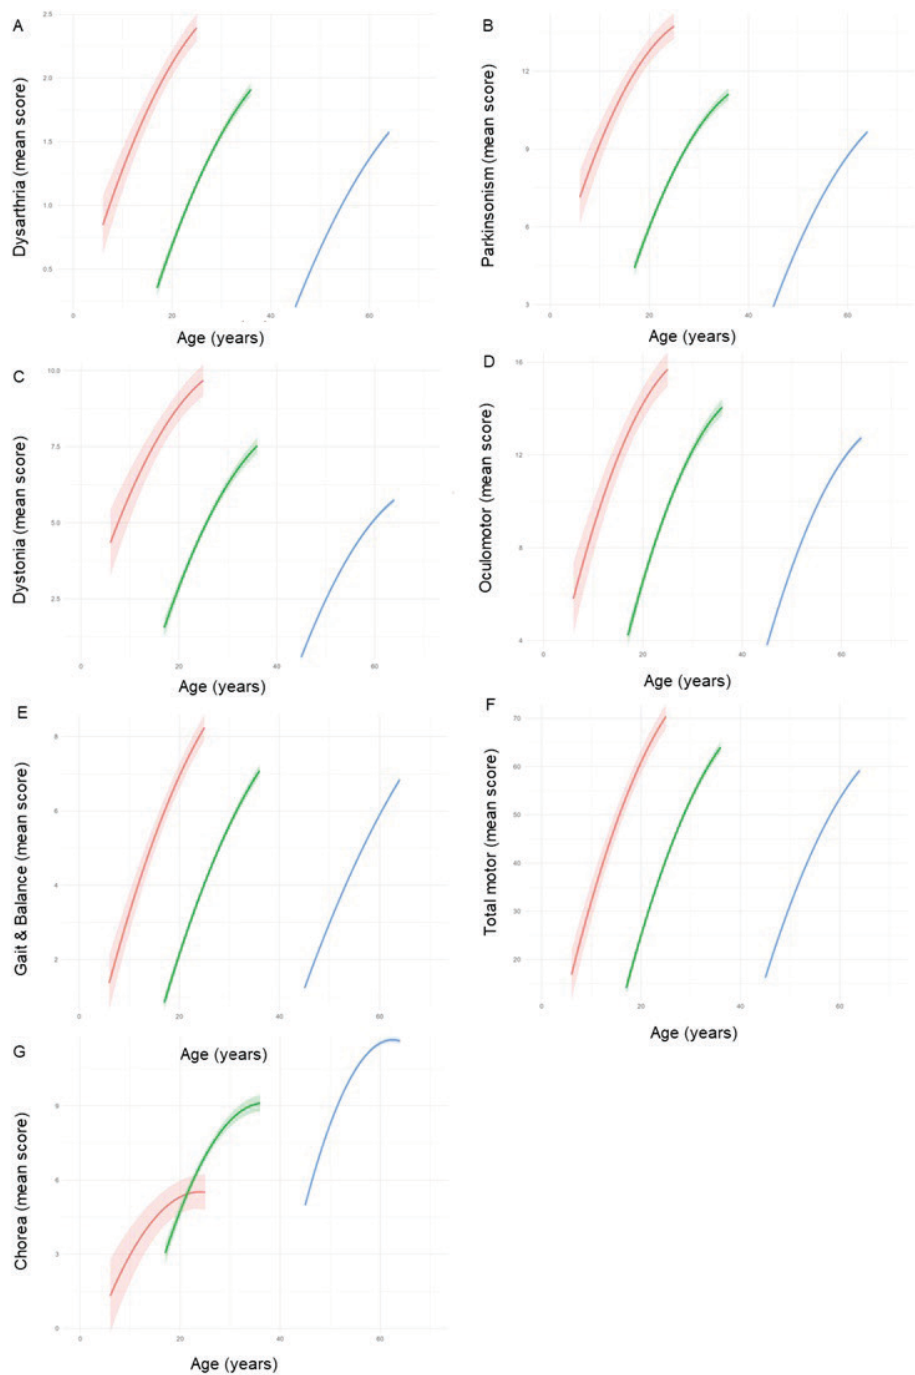 A
Dysarthria (mean score)
2.5
2.0
1.5
1.0
0.5
0 20 40 60
Age (years)
B
Parkinsonism (mean score)
12
9
6
3
0 20 40 60
Age (years)
C
Dystonia (mean score)
10.0
7.5
5.0
2.5
0 20 40 60
Age (years)
D
Oculomotor (mean score)
16
12
8
4
0 20 40 60
Age (years)
E
Gait & Balance (mean score)
8
6
4
2
0 20 40 60
Age (years)
F
Total motor (mean score)
70
60
50
40
30
20
0 20 40 60
Age (years)
G
Chorea (mean score)
9
6
3
0
0 20 40 60
Age (years)